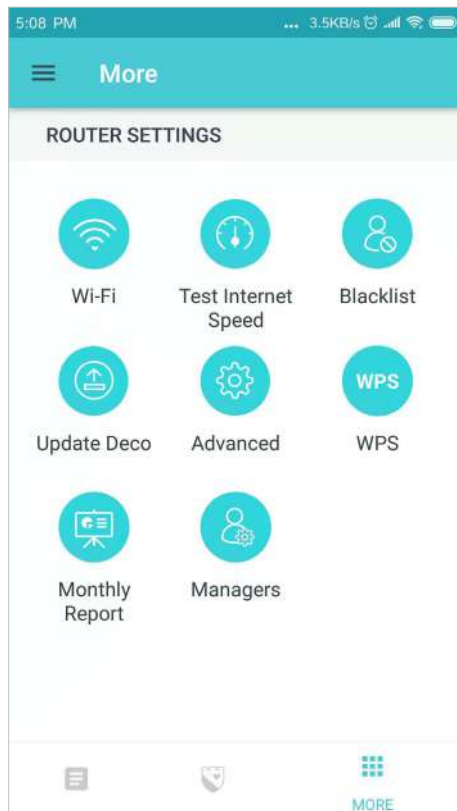 5:08 PM ... 3.5KB/s
More
ROUTER SETTINGS
Wi-Fi
Test Internet
Speed
Blacklist
Update Deco
Advanced
WPS
WPS
Monthly
Report
Managers
MORE